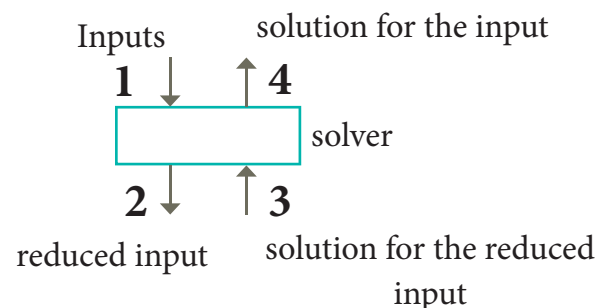 Inputs
solution for the input
1
4
solver
2
3
reduced input
solution for the reduced
input